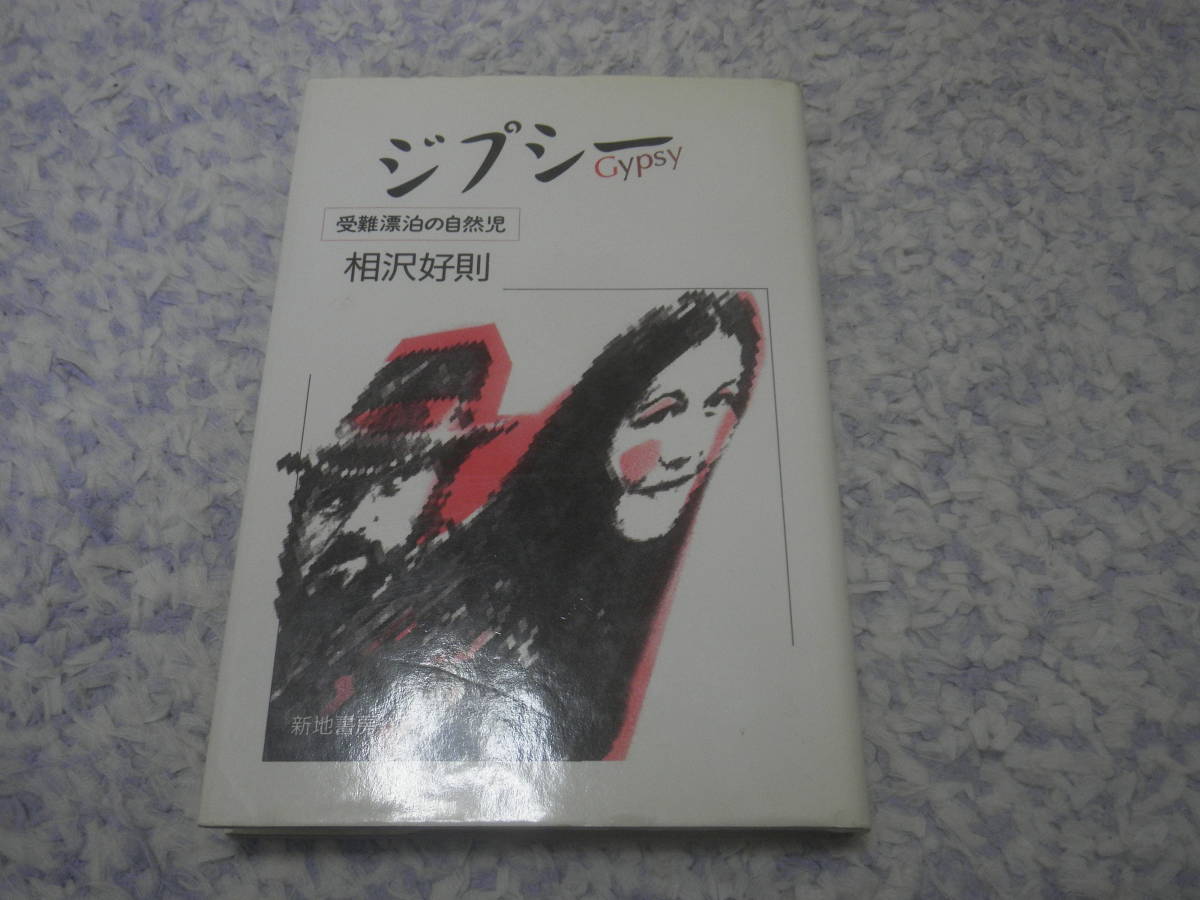 ジプシー
Gypsy
受難漂泊の自然児
相沢好則
新地書房